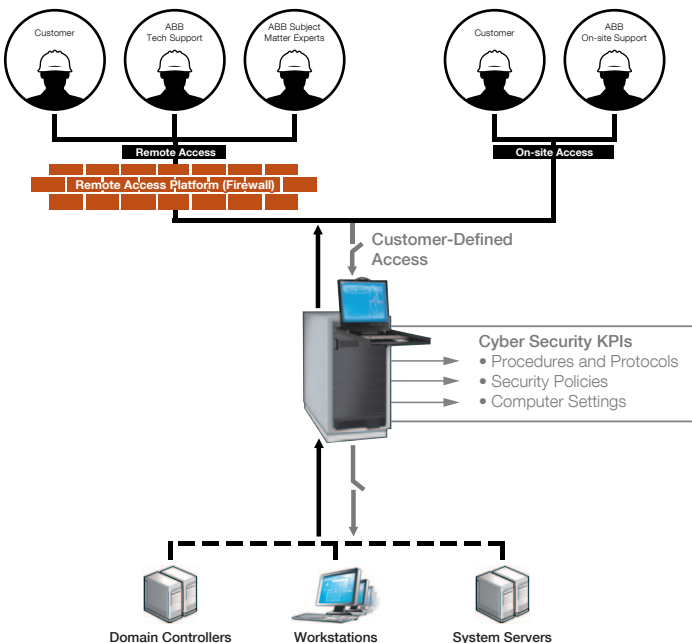 Customer
ABB
Tech Support
ABB Subject
Matter Experts
Customer
ABB
On-site Support
Remote Access
On-site Access
Remote Access Platform (Firewall)
Customer-Defined
Access
Cyber Security KPIs
• Procedures and Protocols
• Security Policies
• Computer Settings
Domain Controllers
Workstations
System Servers